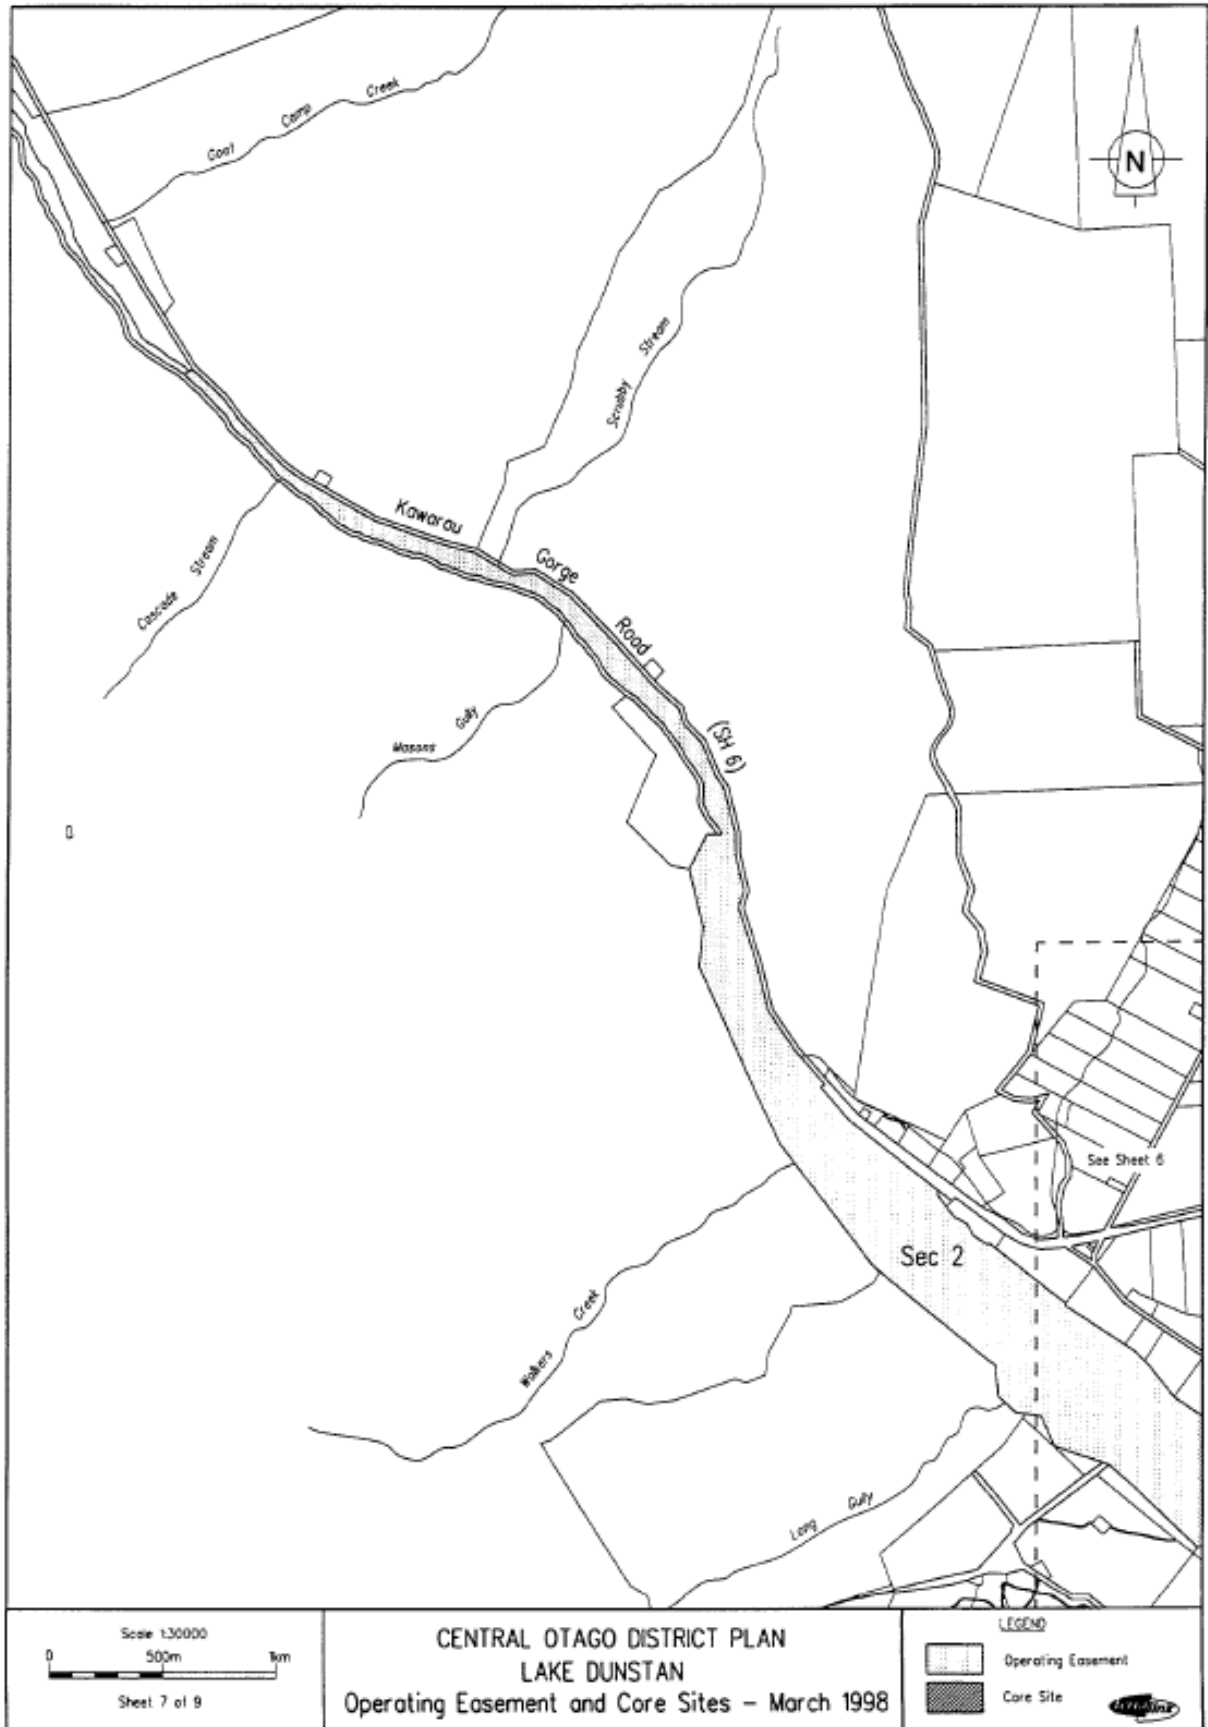 Coal Camp Creek
N
Scrubby Stream
Kawarau Gorge Road (SH 6)
Cascade Stream
Masons Gully
See Sheet 6
Sec 2
Walkers Creek
Long Gully
Scale 1:30000
0 500m 1km
Sheet 7 of 9
CENTRAL OTAGO DISTRICT PLAN
LAKE DUNSTAN
Operating Easement and Core Sites - March 1998
LEGEND
Operating Easement
Core Site